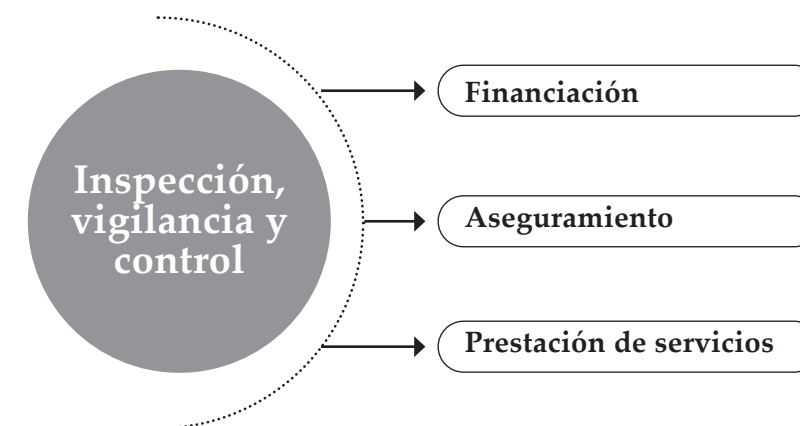 Inspección,
vigilancia y
control
Financiación
Aseguramiento
Prestación de servicios